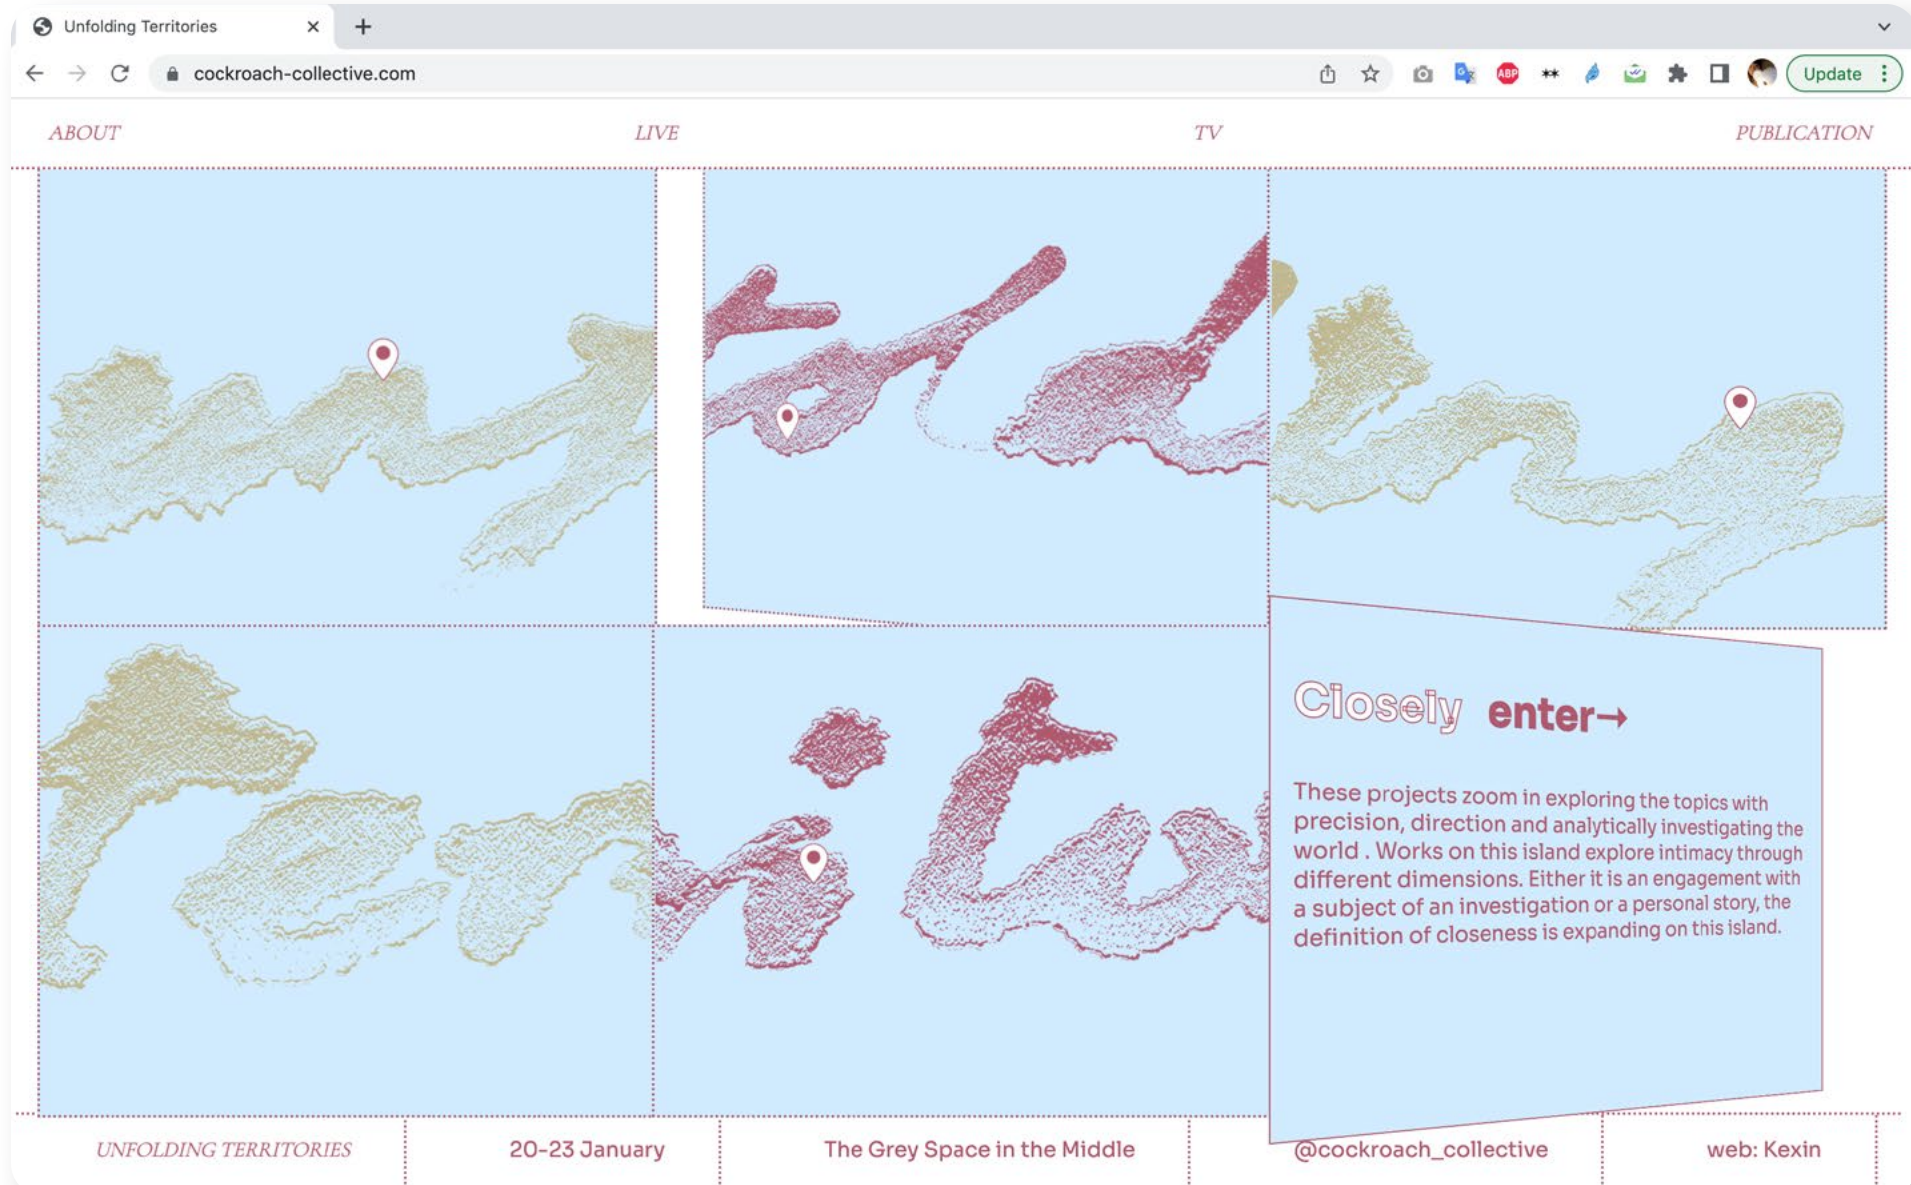 Unfolding Territories
cockroach-collective.com
ABP
Update
ABOUT
LIVE
TV
PUBLICATION
Closely enter→
These projects zoom in exploring the topics with
precision, direction and analytically investigating the
world . Works on this island explore intimacy through
different dimensions. Either it is an engagement with
a subject of an investigation or a personal story, the
definition of closeness is expanding on this island.
UNFOLDING TERRITORIES
20-23 January
The Grey Space in the Middle
@cockroach_collective
web: Kexin